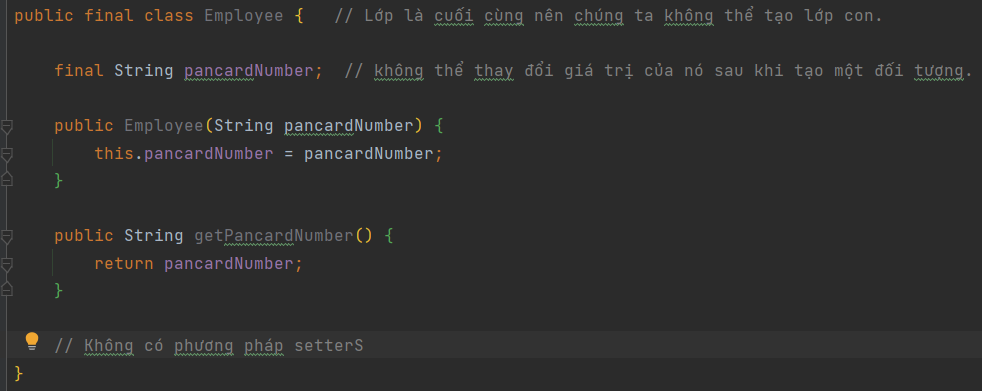 public final class Employee {   // Lớp là cuối cùng nên chúng ta không thể tạo lớp con.
final String pancardNumber;  // không thể thay đổi giá trị của nó sau khi tạo một đối tượng.
public Employee(String pancardNumber) {
this.pancardNumber = pancardNumber;
}
public String getPancardNumber() {
return pancardNumber;
}
// Không có phương pháp setterS
}